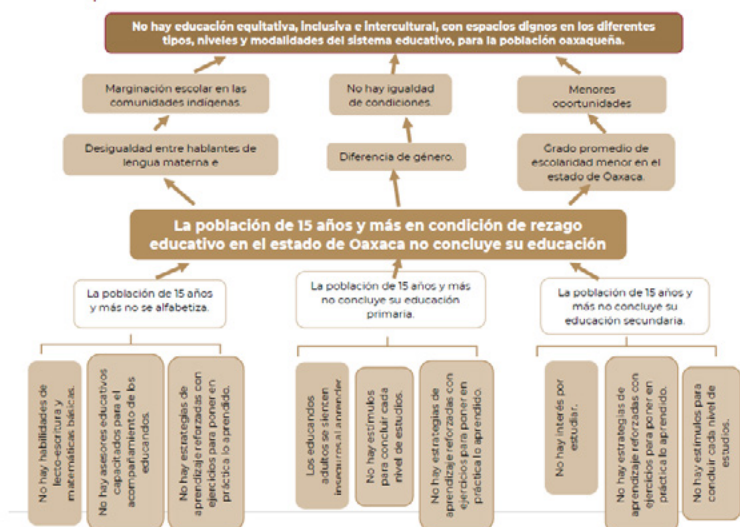 No hay educación equitativa, inclusiva e intercultural, con espacios dignos en los diferentes
tipos, niveles y modalidades del sistema educativo, para la población oaxaqueña.
Marginación escolar en las
comunidades indígenas.
No hay igualdad
de condiciones.
Menores
oportunidades
Desigualdad entre hablantes de
lengua materna e
Diferencia de género.
Grado promedio de
escolaridad menor en el
estado de Oaxaca.
La población de 15 años y más en condición de rezago
educativo en el estado de Oaxaca no concluye su educación
La población de 15 años
y más no se alfabetiza.
La población de 15 años y más
no concluye su educación
primaria.
La población de 15 años y
más no concluye su
educación secundaria.
No hay habilidades de
lecto-escritura y
matemáticas básicas.
No hay asesores educativos
capacitados para el
acompañamiento de los
educandos.
No hay estrategias de
aprendizaje reforzadas con
ejercicios para poner en
práctica lo aprendido.
Los educandos
adultos se sienten
inseguros al aprender
No hay estímulos
para concluir cada
nivel de estudios.
No hay estrategias de
aprendizaje reforzadas con
ejercicios para poner en
práctica lo aprendido.
No hay interés por
estudiar.
No hay estrategias de
aprendizaje reforzadas con
ejercicios para poner en
práctica lo aprendido.
No hay estímulos para
concluir cada nivel de
estudios.